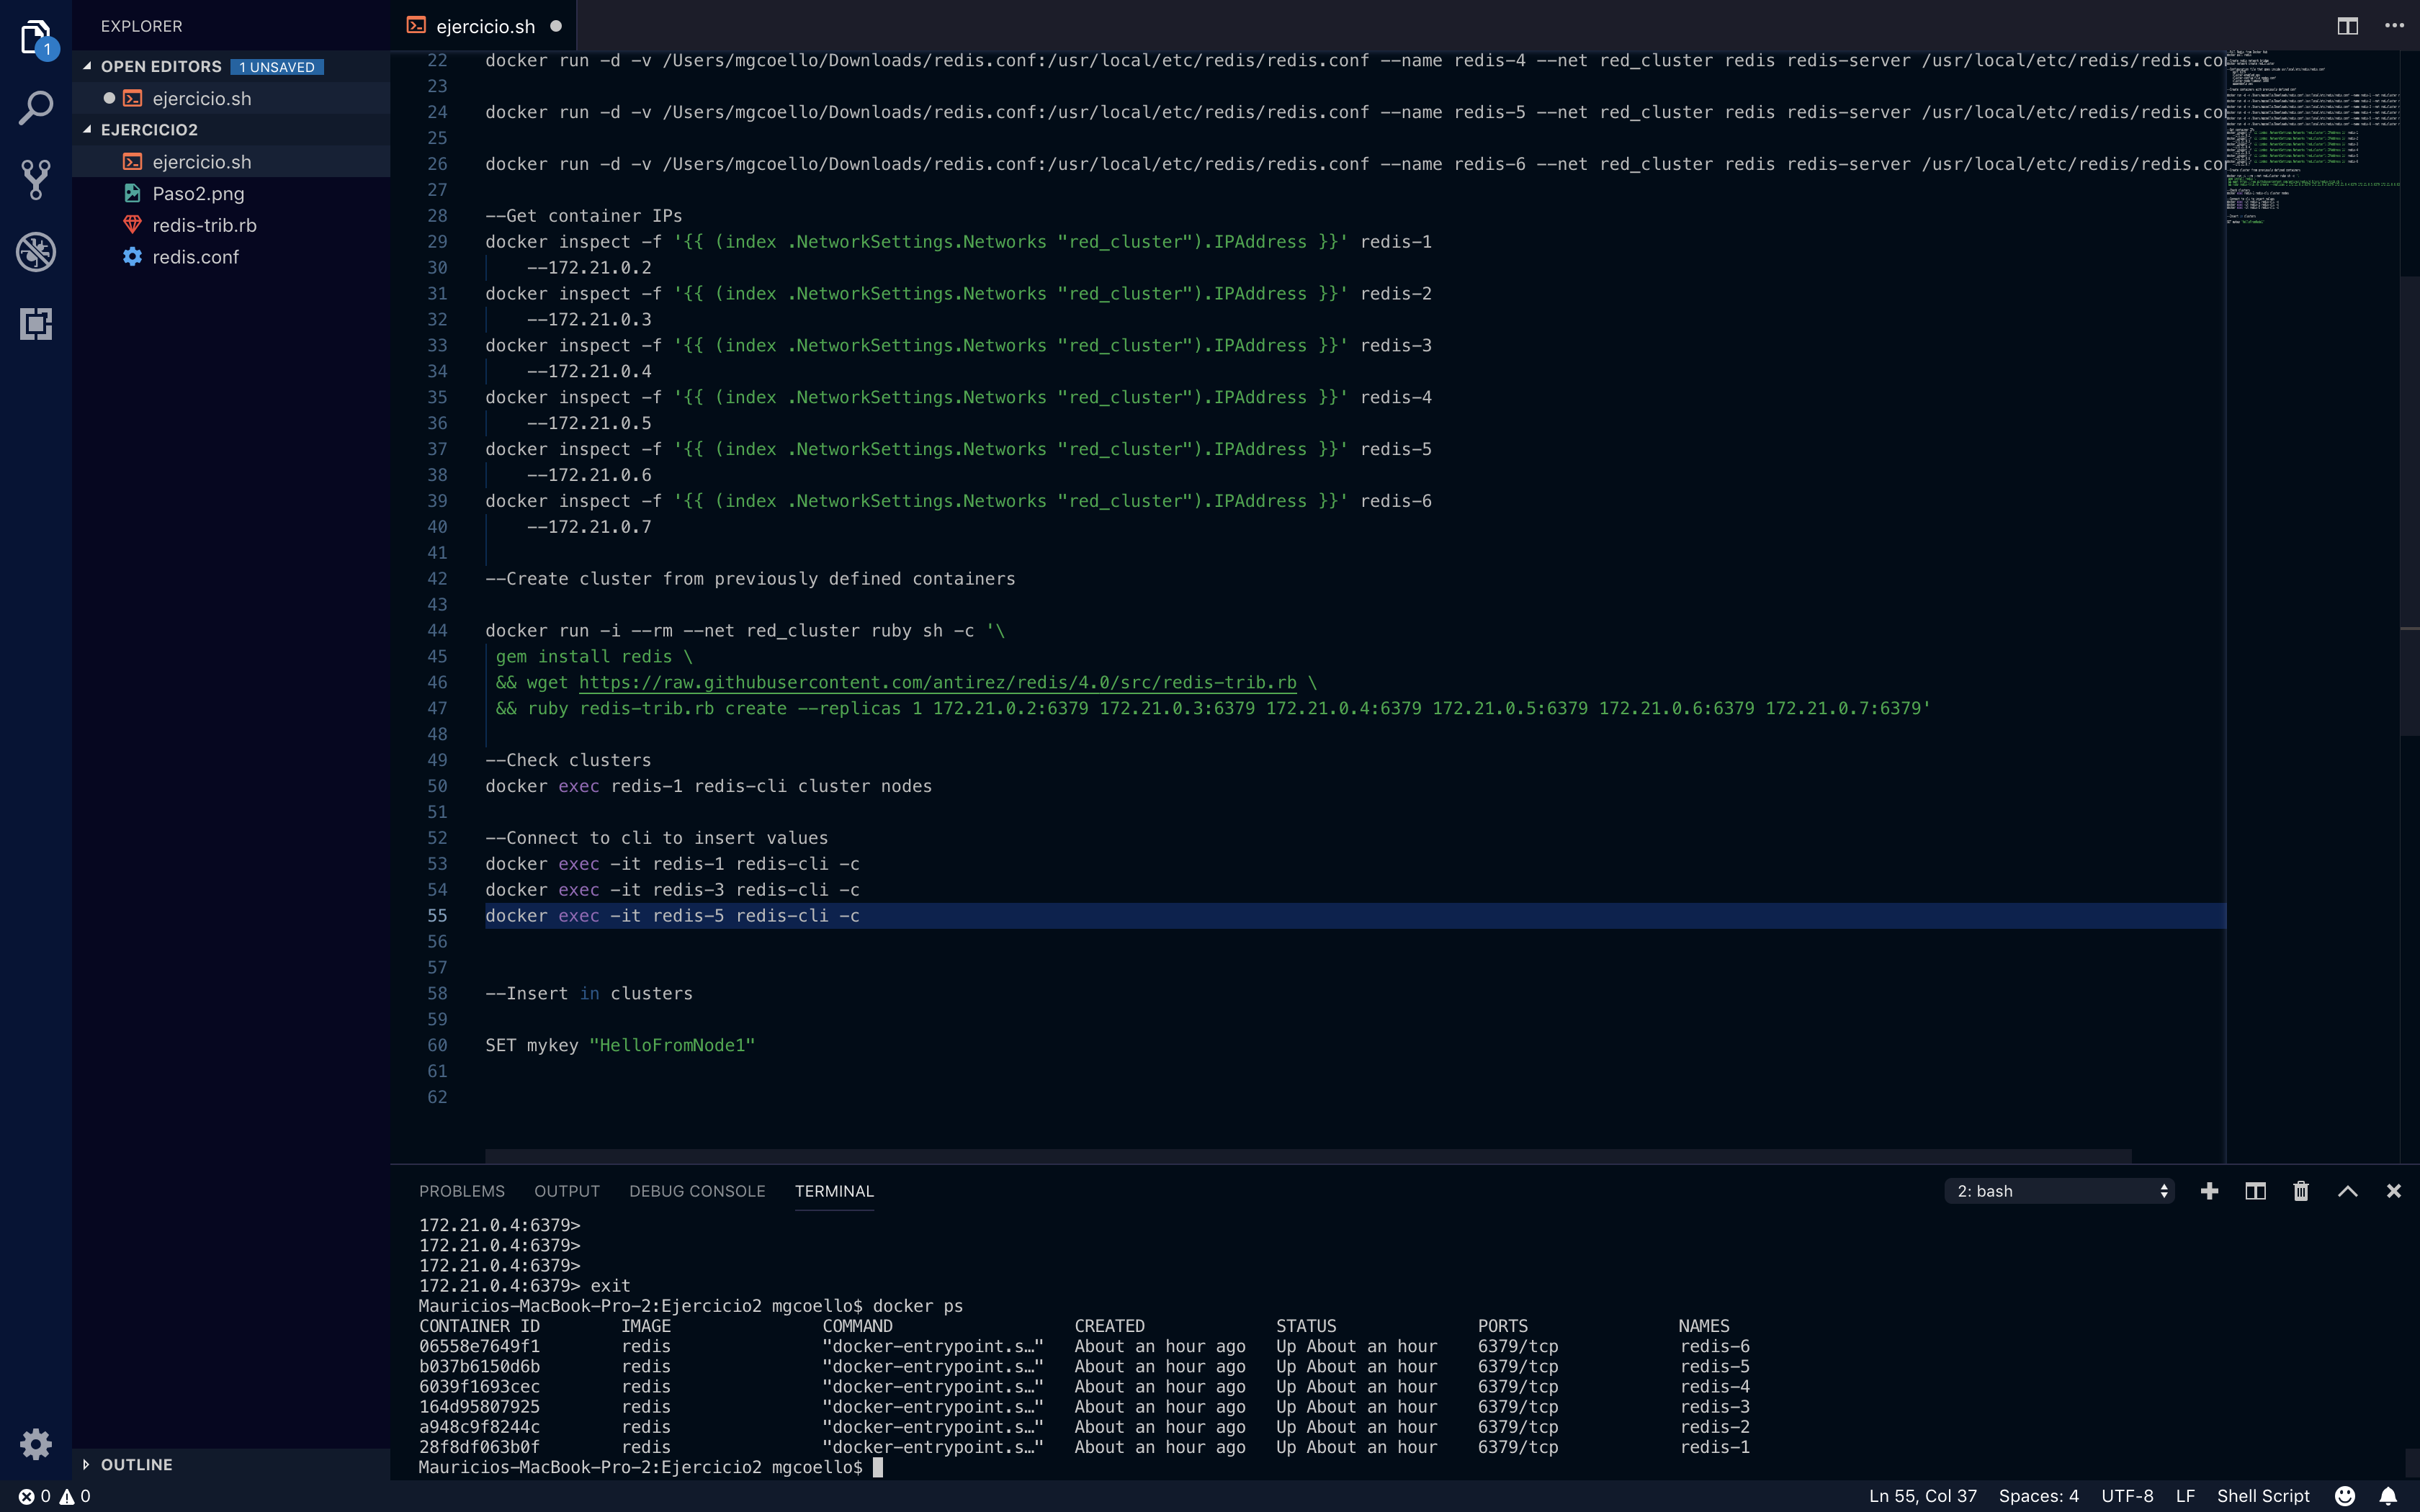 EXPLORER
OPEN EDITORS 1 UNSAVED
ejercicio.sh
EJERCICIO2
ejercicio.sh
Paso2.png
redis-trib.rb
redis.conf
OUTLINE
1
ejercicio.sh
22 docker run -d -v /Users/mgcoello/Downloads/redis.conf:/usr/local/etc/redis/redis.conf --name redis-4 --net red_cluster redis redis-server /usr/local/etc/redis/redis.co
23
24 docker run -d -v /Users/mgcoello/Downloads/redis.conf:/usr/local/etc/redis/redis.conf --name redis-5 --net red_cluster redis redis-server /usr/local/etc/redis/redis.co
25
26 docker run -d -v /Users/mgcoello/Downloads/redis.conf:/usr/local/etc/redis/redis.conf --name redis-6 --net red_cluster redis redis-server /usr/local/etc/redis/redis.co
27
28 --Get container IPs
29 docker inspect -f '{{ (index .NetworkSettings.Networks "red_cluster").IPAddress }}' redis-1
30 --172.21.0.2
31 docker inspect -f '{{ (index .NetworkSettings.Networks "red_cluster").IPAddress }}' redis-2
32 --172.21.0.3
33 docker inspect -f '{{ (index .NetworkSettings.Networks "red_cluster").IPAddress }}' redis-3
34 --172.21.0.4
35 docker inspect -f '{{ (index .NetworkSettings.Networks "red_cluster").IPAddress }}' redis-4
36 --172.21.0.5
37 docker inspect -f '{{ (index .NetworkSettings.Networks "red_cluster").IPAddress }}' redis-5
38 --172.21.0.6
39 docker inspect -f '{{ (index .NetworkSettings.Networks "red_cluster").IPAddress }}' redis-6
40 --172.21.0.7
41
42 --Create cluster from previously defined containers
43
44 docker run -i --rm --net red_cluster ruby sh -c '\
45 gem install redis \
46 && wget https://raw.githubusercontent.com/antirez/redis/4.0/src/redis-trib.rb \
47 && ruby redis-trib.rb create --replicas 1 172.21.0.2:6379 172.21.0.3:6379 172.21.0.4:6379 172.21.0.5:6379 172.21.0.6:6379 172.21.0.7:6379'
48
49 --Check clusters
50 docker exec redis-1 redis-cli cluster nodes
51
52 --Connect to cli to insert values
53 docker exec -it redis-1 redis-cli -c
54 docker exec -it redis-3 redis-cli -c
55 docker exec -it redis-5 redis-cli -c
56
57
58 --Insert in clusters
59
60 SET mykey "HelloFromNode1"
61
62
PROBLEMS OUTPUT DEBUG CONSOLE TERMINAL 2: bash
172.21.0.4:6379>
172.21.0.4:6379>
172.21.0.4:6379>
172.21.0.4:6379> exit
Mauricios-MacBook-Pro-2:Ejercicio2 mgcoello$ docker ps
CONTAINER ID IMAGE COMMAND CREATED STATUS PORTS NAMES
06558e7649f1 redis "docker-entrypoint.s…" About an hour ago Up About an hour 6379/tcp redis-6
b037b6150d6b redis "docker-entrypoint.s…" About an hour ago Up About an hour 6379/tcp redis-5
6039f1693cec redis "docker-entrypoint.s…" About an hour ago Up About an hour 6379/tcp redis-4
164d95807925 redis "docker-entrypoint.s…" About an hour ago Up About an hour 6379/tcp redis-3
a948c9f8244c redis "docker-entrypoint.s…" About an hour ago Up About an hour 6379/tcp redis-2
28f8df063b0f redis "docker-entrypoint.s…" About an hour ago Up About an hour 6379/tcp redis-1
Mauricios-MacBook-Pro-2:Ejercicio2 mgcoello$
0 0 Ln 55, Col 37 Spaces: 4 UTF-8 LF Shell Script